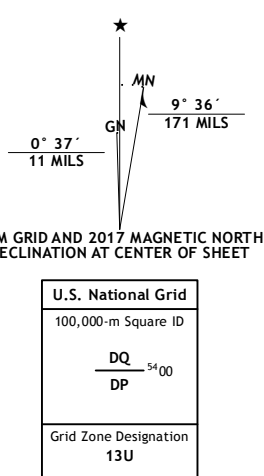 ★
MN
GN
9° 36´
171 MILS
0° 37´
11 MILS
M GRID AND 2017 MAGNETIC NORTH
ECLINATION AT CENTER OF SHEET
U.S. National Grid
100,000-m Square ID
DQ
5400
DP
Grid Zone Designation
13U